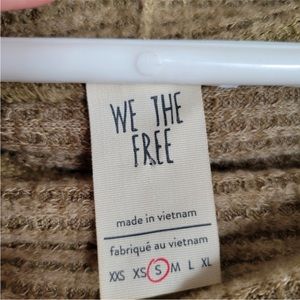 WE THE
FREE
made in vietnam
fabriqué au vietnam
XXS XS S M L XL